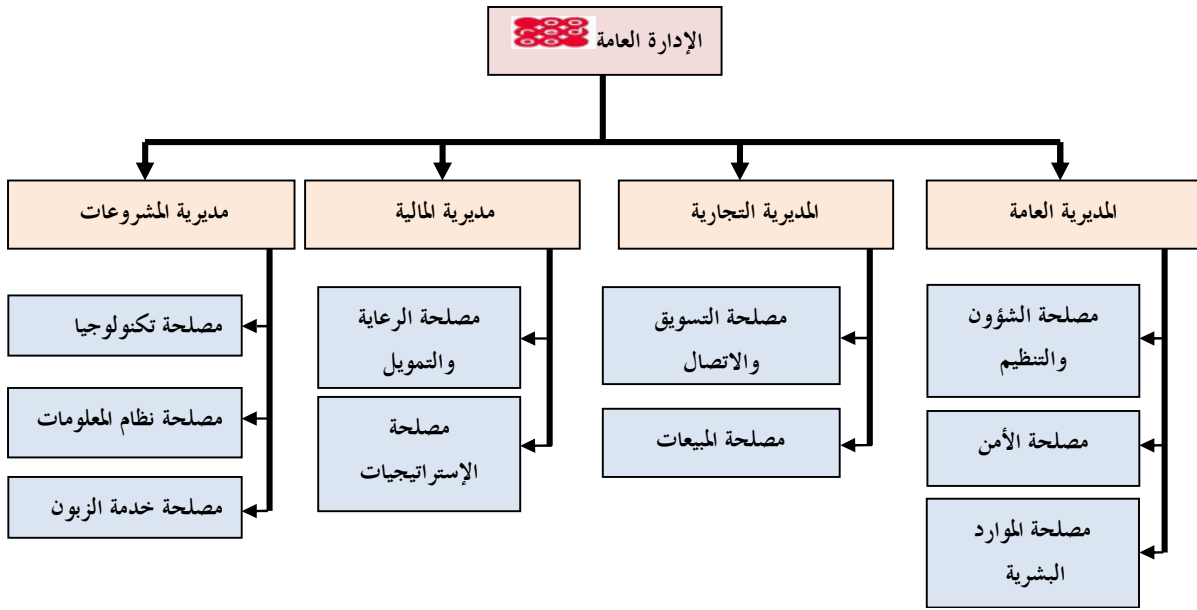 الإدارة العامة
المديرية العامة
المديرية التجارية
مديرية المالية
مديرية المشروعات
مصلحة الشؤون
والتنظيم
مصلحة الأمن
مصلحة الموارد
البشرية
مصلحة التسويق
والاتصال
مصلحة المبيعات
مصلحة الرعاية
والتمويل
مصلحة
الإستراتيجيات
مصلحة تكنولوجيا
مصلحة نظام المعلومات
مصلحة خدمة الزبون